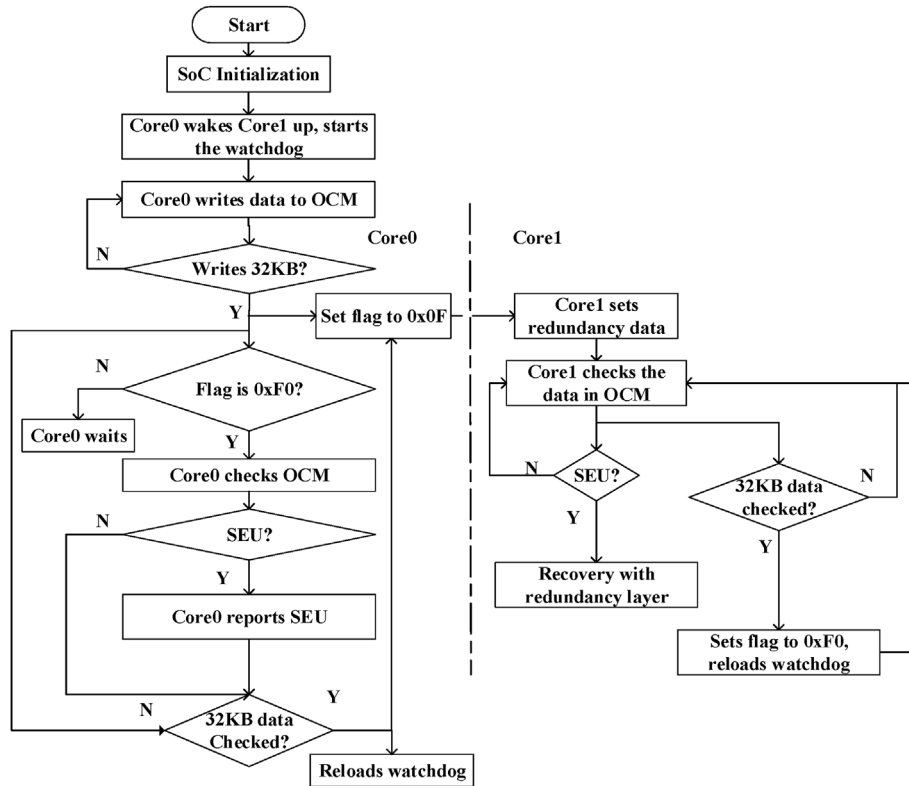 Start
SoC Initialization
Core0 wakes Core1 up, starts
the watchdog
Core0 writes data to OCM
N
Writes 32KB?
Y
Core0
Core1
Set flag to 0x0F
Core1 sets
redundancy data
N
Flag is 0xF0?
Core0 waits
Y
Core0 checks OCM
N
SEU?
Y
Core0 reports SEU
N
32KB data
Checked?
Y
Reloads watchdog
Core1 checks the
data in OCM
N
SEU?
Y
Recovery with
redundancy layer
32KB data
checked?
N
Y
Sets flag to 0xF0,
reloads watchdog